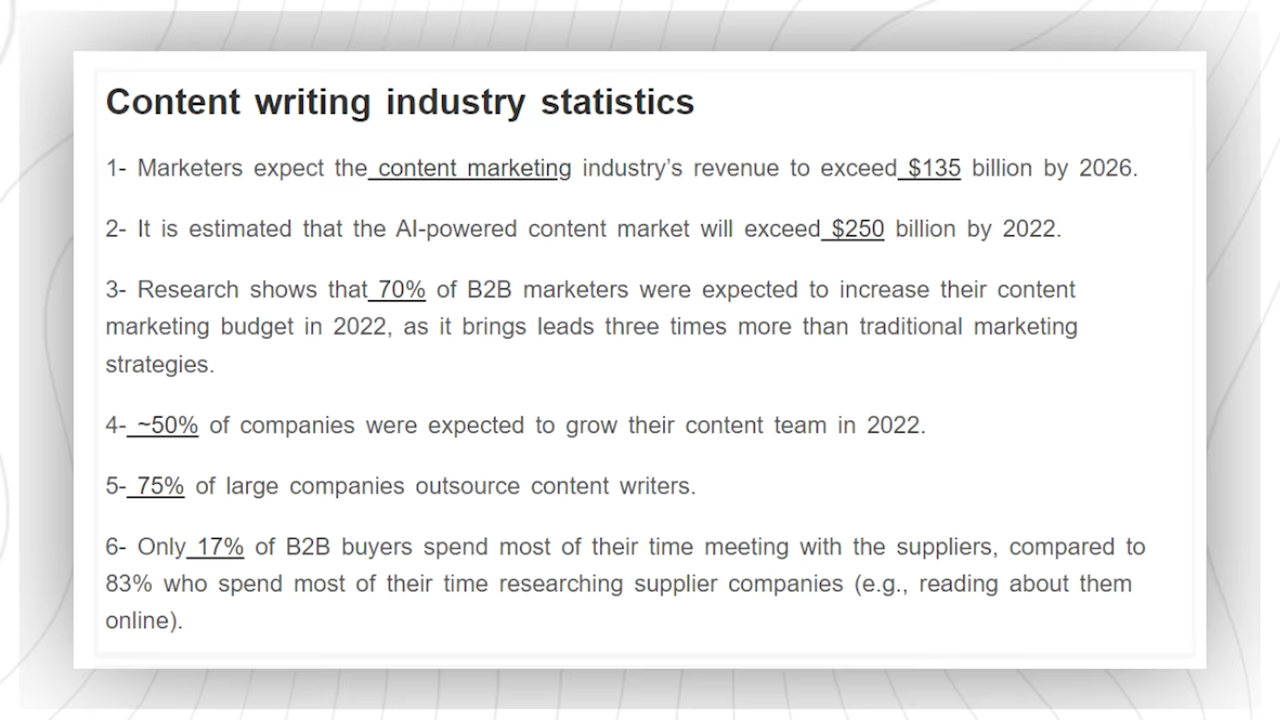 Content writing industry statistics
1- Marketers expect the content marketing industry's revenue to exceed $135 billion by 2026.
2- It is estimated that the AI-powered content market will exceed $250 billion by 2022.
3- Research shows that 70% of B2B marketers were expected to increase their content
marketing budget in 2022, as it brings leads three times more than traditional marketing
strategies.
4- ~50% of companies were expected to grow their content team in 2022.
5- 75% of large companies outsource content writers.
6- Only 17% of B2B buyers spend most of their time meeting with the suppliers, compared to
83% who spend most of their time researching supplier companies (e.g., reading about them
online).